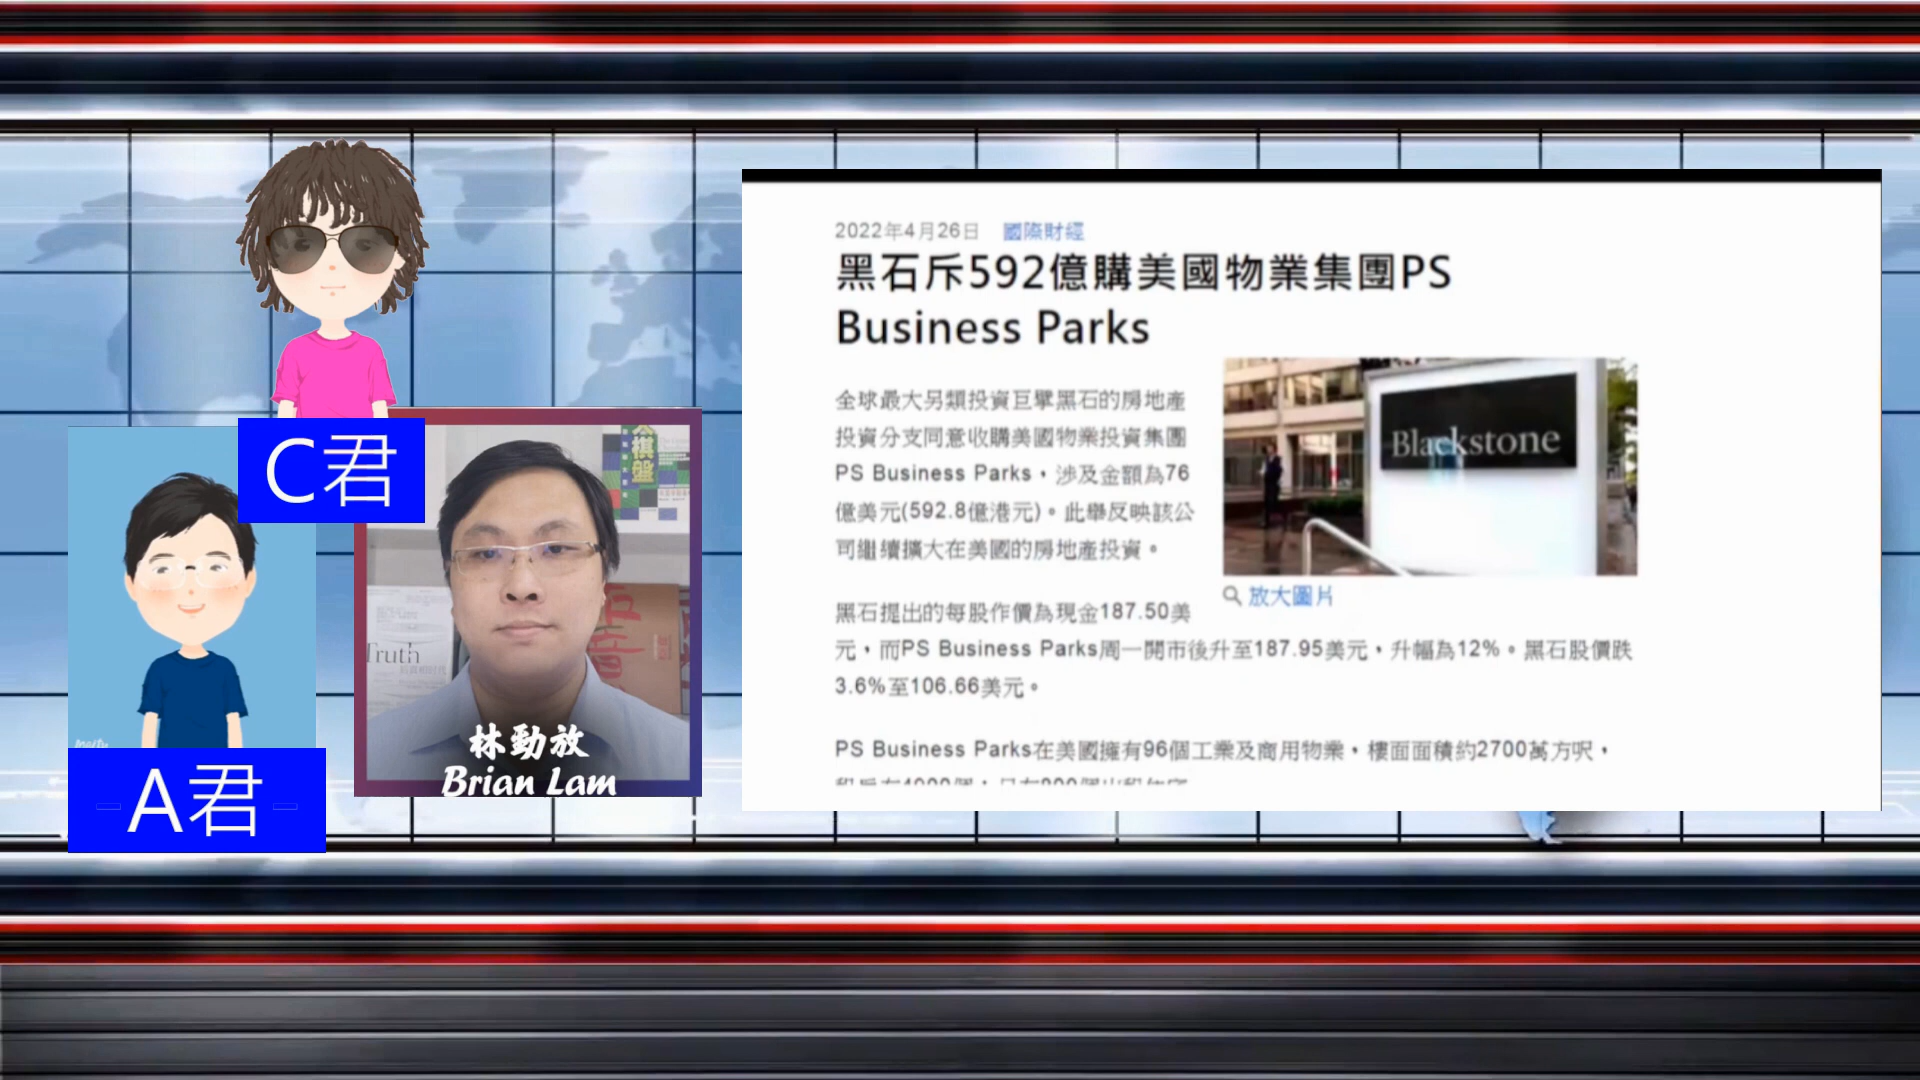 C君
A君
林勁放
Brian Lam
Truth
2022年4月26日 國際財經
黑石斥592億購美國物業集團PS
Business Parks
全球最大另類投資巨擘黑石的房地產
投資分支同意收購美國物業投資集團
PS Business Parks，涉及金額為76
億美元(592.8億港元)。此舉反映該公
司繼續擴大在美國的房地產投資。
Blackstone
放大圖片
黑石提出的每股作價為現金187.50美
元，而PS Business Parks周一開市後升至187.95美元，升幅為12%。黑石股價跌
3.6%至106.66美元。
PS Business Parks在美國擁有96個工業及商用物業，樓面面積約2700萬方呎，